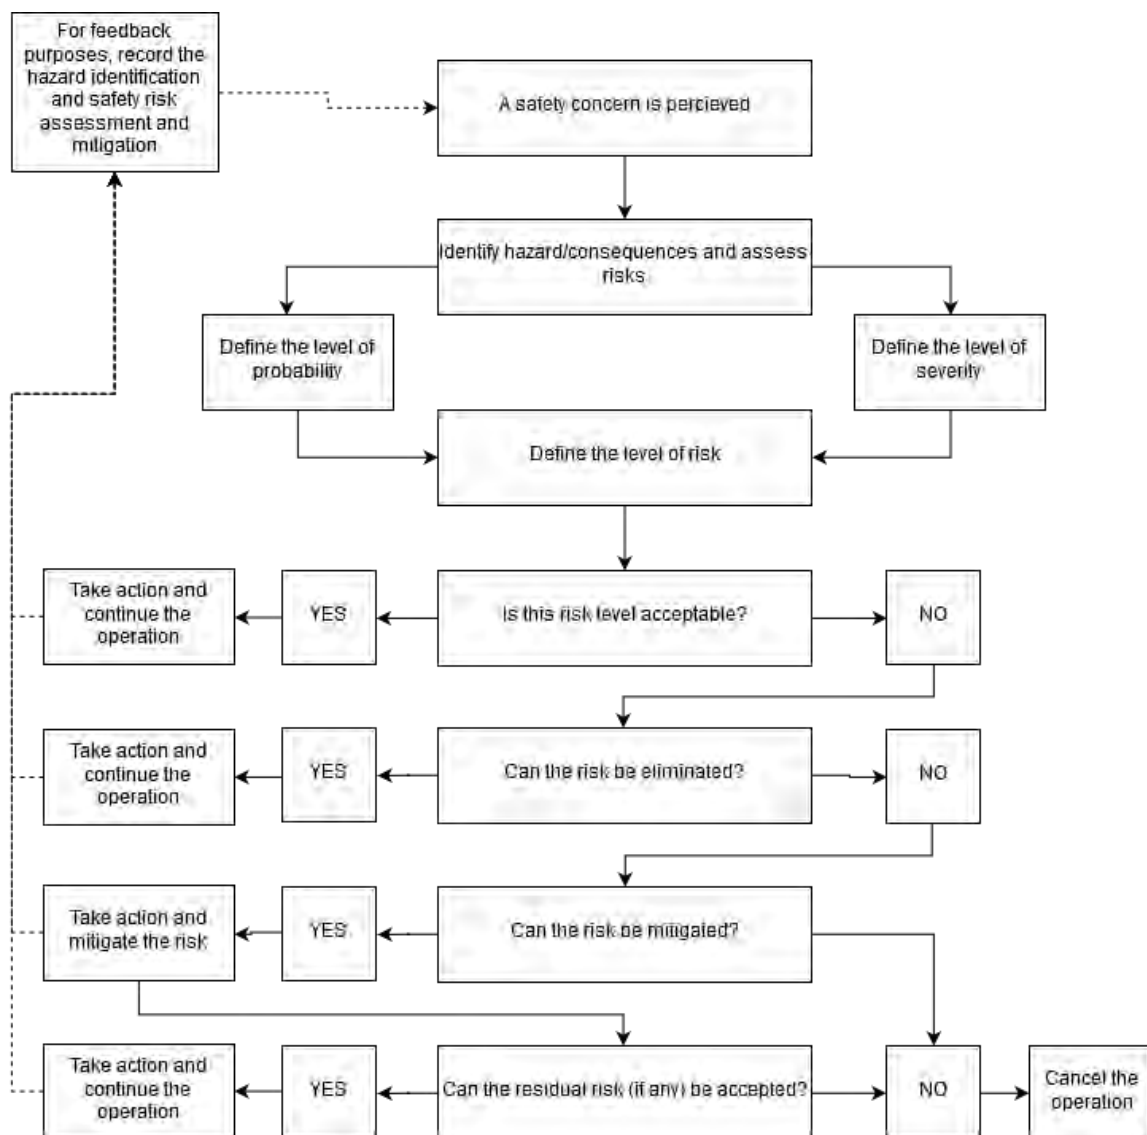 For feedback
purposes, record the
hazard identification
and safety risk
assessment and
mitigation
A safety concern is percieved
Identify hazard/consequences and assess
risks
Define the level of
probability
Define the level of
severity
Define the level of risk
Take action and
continue the
operation
YES
Is this risk level acceptable?
NO
Take action and
continue the
operation
YES
Can the risk be eliminated?
NO
Take action and
mitigate the risk
YES
Can the risk be mitigated?
Take action and
continue the
operation
YES
Can the residual risk (if any) be accepted?
NO
Cancel the
operation